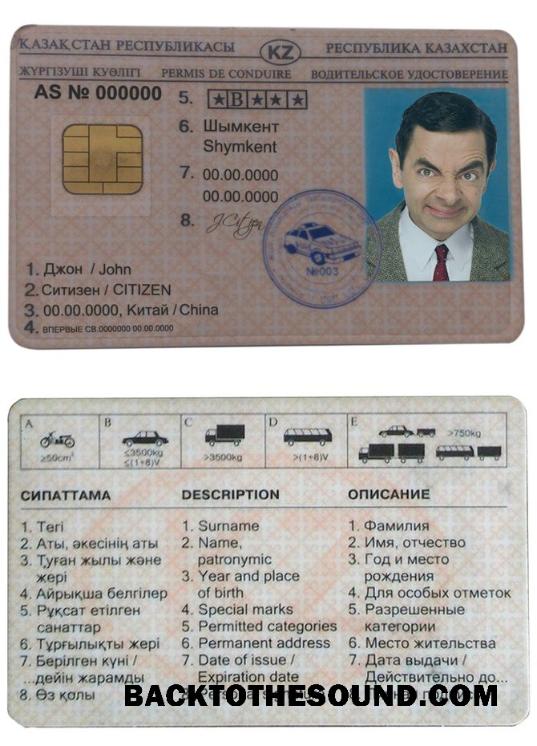 ҚАЗАҚСТАН РЕСПУБЛИКАСЫ KZ РЕСПУБЛИКА КАЗАХСТАН
ЖҮРГІЗУШІ КУӘЛІГІ PERMIS DE CONDUIRE ВОДИТЕЛЬСКОЕ УДОСТОВЕРЕНИЕ
AS № 000000
5. ★ B ★ ★ ★
6. Шымкент
Shymkent
7. 00.00.0000
00.00.0000
8. J.Citizen
№003
1. Джон / John
2. Ситизен / CITIZEN
3. 00.00.0000, Китай / China
4. ВПЕРВЫЕ СВ.0000000 00.00.0000
A B C D E
≥50cm³
≤3500kg
≤(1+8)V
>3500kg
>(1+8)V
>750kg
СИПАТТАМА
1. Тегі
2. Аты, әкесінің аты
3. Туған жылы және
жері
4. Айрықша белгілер
5. Рұқсат етілген
санаттар
6. Тұрғылықты жері
7. Берілген күні /
...дейін жарамды
8. Өз қолы
DESCRIPTION
1. Surname
2. Name,
patronymic
3. Year and place
of birth
4. Special marks
5. Permitted categories
6. Permanent address
7. Date of issue /
Expiration date
ОПИСАНИЕ
1. Фамилия
2. Имя, отчество
3. Год и место
рождения
4. Для особых отметок
5. Разрешенные
категории
6. Место жительства
7. Дата выдачи /
Действительно до...
BACKTOTHESOUND.COM